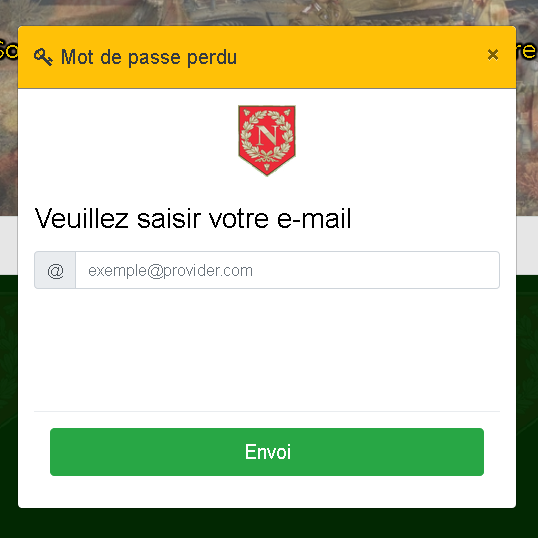 Mot de passe perdu
×
N
Veuillez saisir votre e-mail
@ exemple@provider.com
Envoi